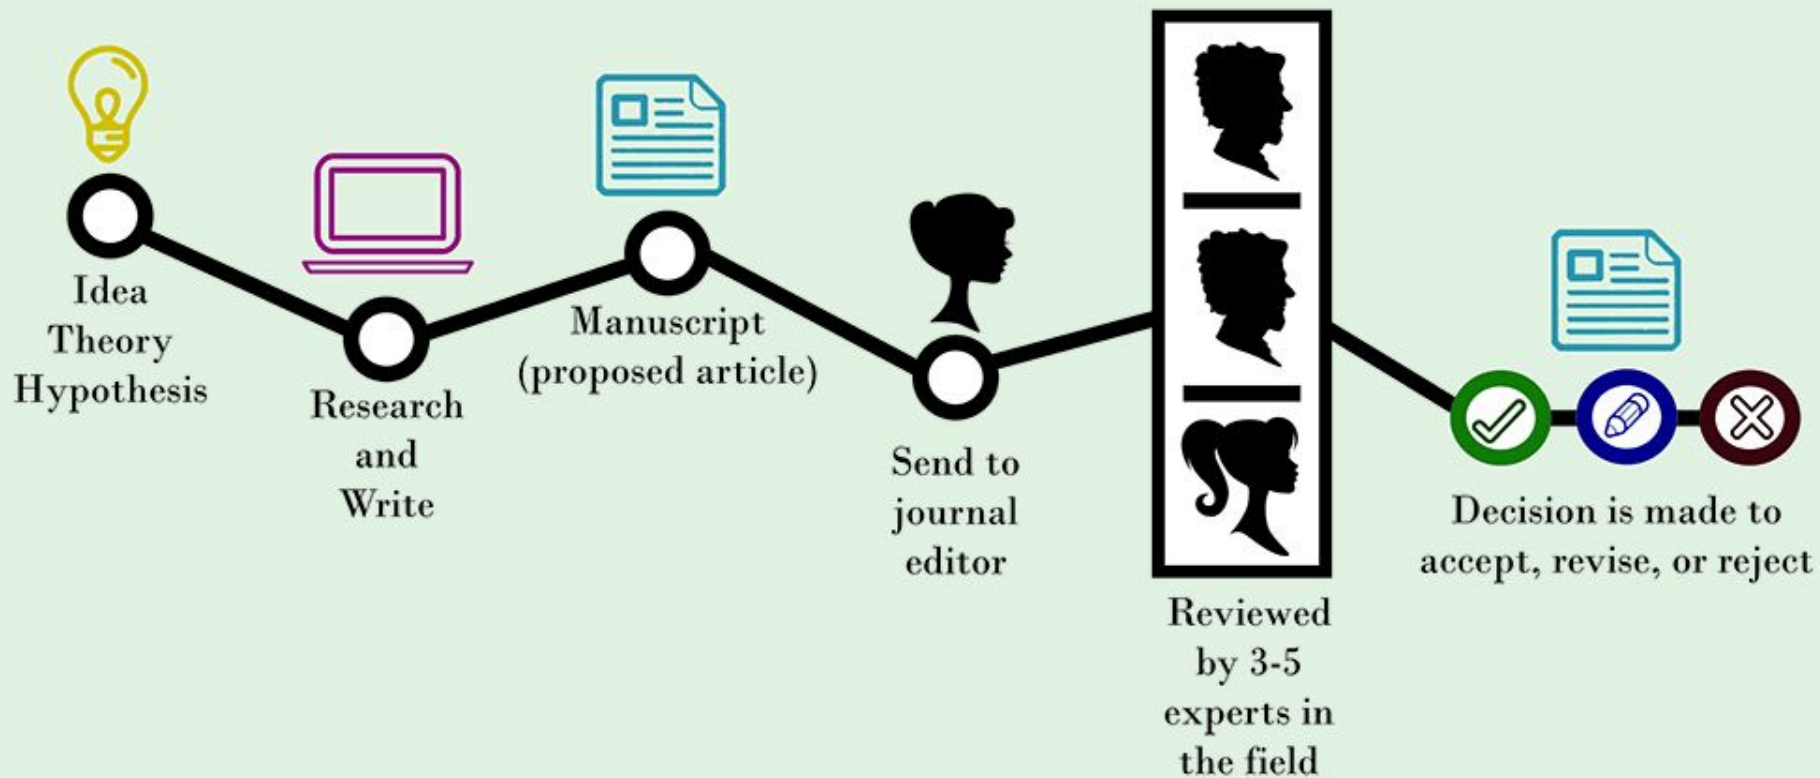 Idea
Theory
Hypothesis
Research
and
Write
Manuscript
(proposed article)
Send to
journal
editor
Reviewed
by 3-5
experts in
the field
Decision is made to
accept, revise, or reject